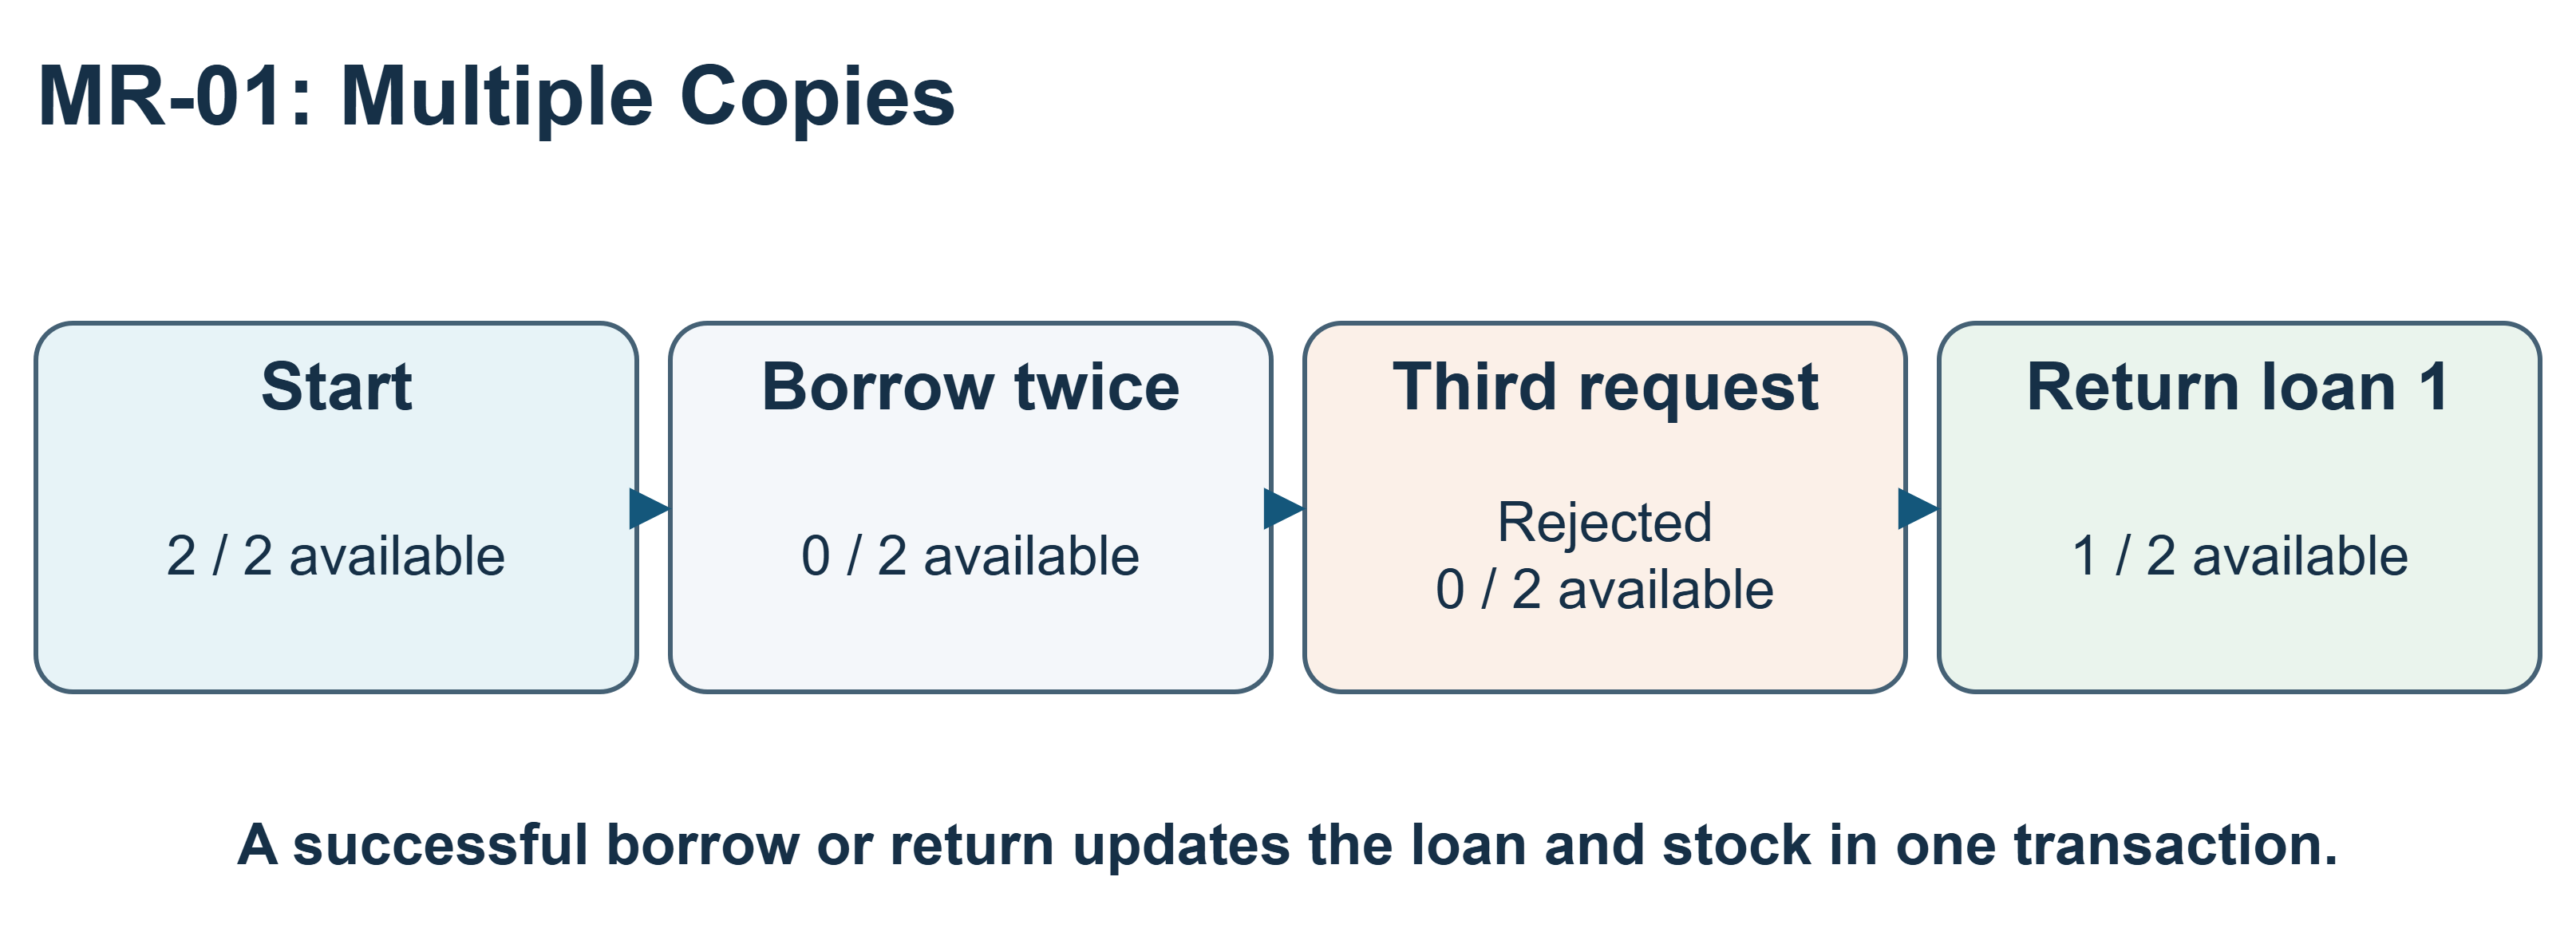 MR-01: Multiple Copies
Start
2 / 2 available
Borrow twice
0 / 2 available
Third request
Rejected
0 / 2 available
Return loan 1
1 / 2 available
A successful borrow or return updates the loan and stock in one transaction.